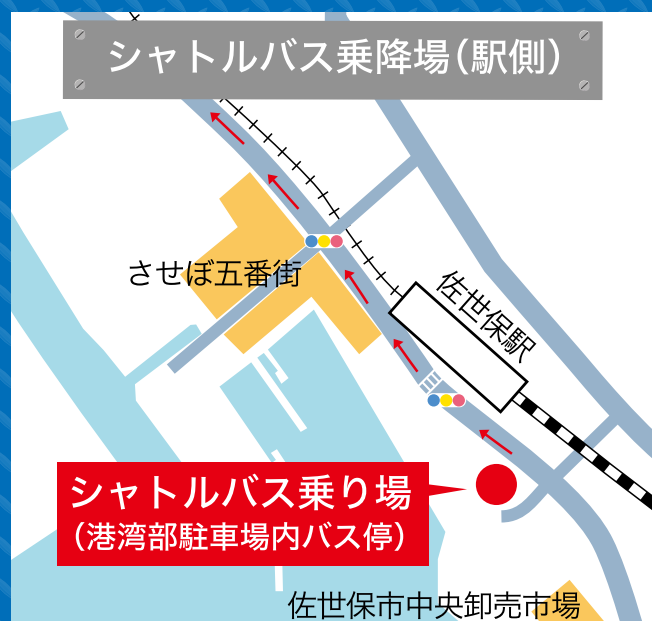 シャトルバス乗降場(駅側)
させぼ五番街
佐世保駅
シャトルバス乗り場
(港湾部駐車場内バス停)
佐世保市中央卸売市場